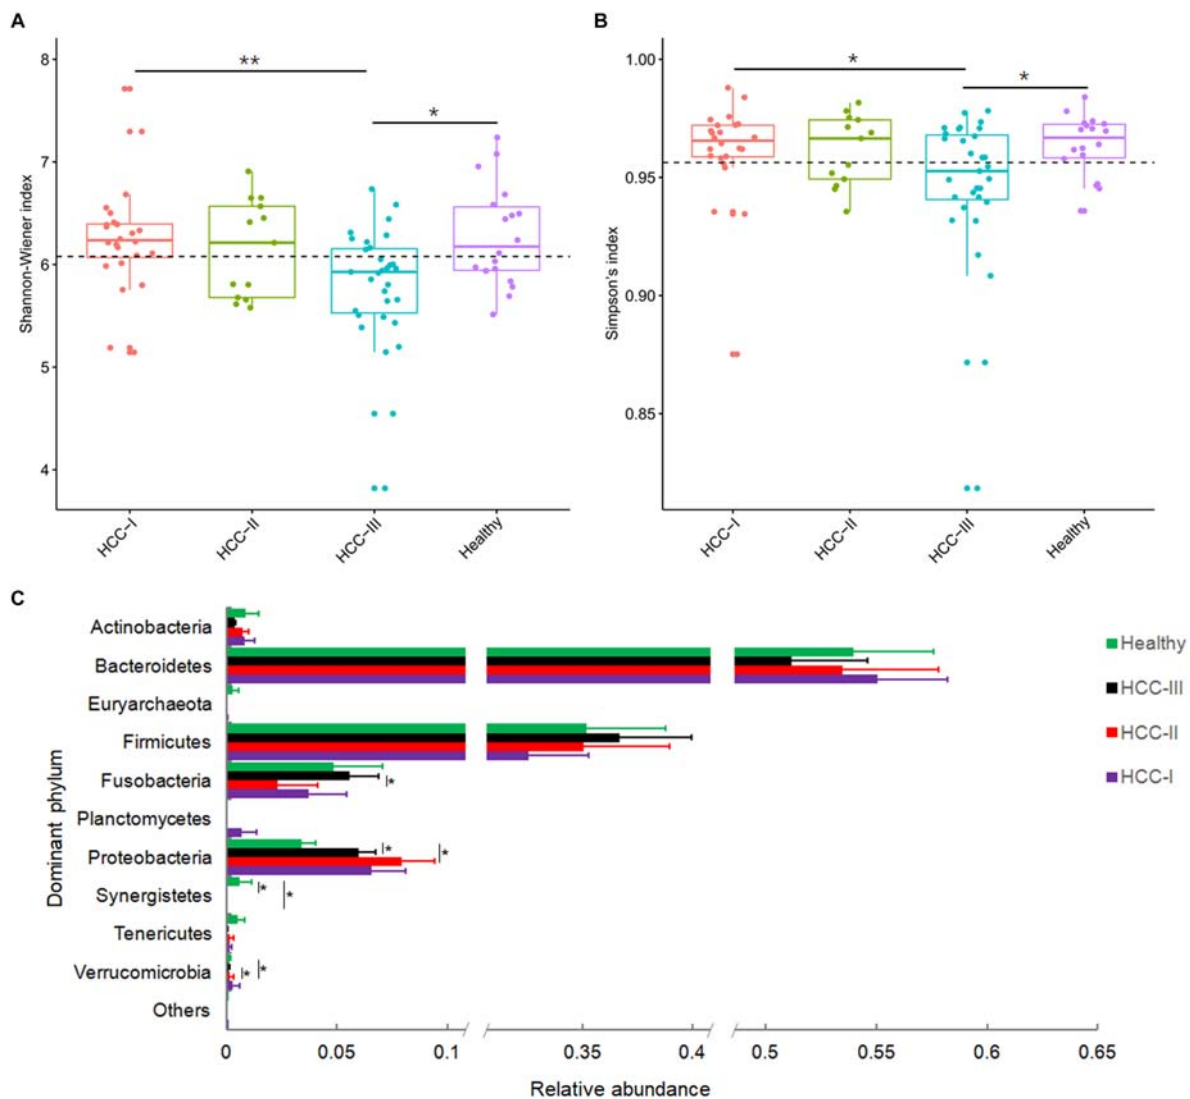 A
8
7
6
5
4
Shannon-Wiener index
**
*
HCC-I
HCC-II
HCC-III
Healthy
B
1.00
0.95
0.90
0.85
Simpson's index
*
*
HCC-I
HCC-II
HCC-III
Healthy
C
Dominant phylum
Actinobacteria
Bacteroidetes
Euryarchaeota
Firmicutes
Fusobacteria
*
Planctomycetes
Proteobacteria
* *
Synergistetes
* *
Tenericutes
Verrucomicrobia
* *
Others
0 0.05 0.1 0.35 0.4 0.5 0.55 0.6 0.65
Relative abundance
Healthy
HCC-III
HCC-II
HCC-I